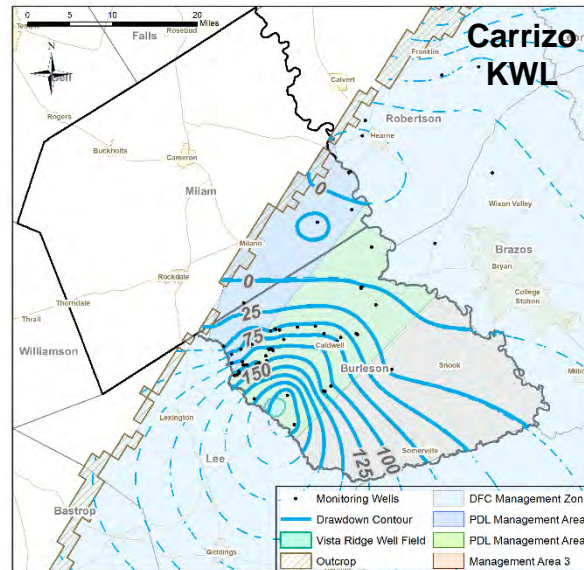 Carrizo
KWL
0 5 10 20
Miles
N
Falls
Rosebud
Franklin
Calvert
Bell
Rogers
Robertson
Hearne
Buckholts
Cameron
Milam
0
Wixon Valley
Milano
Brazos
Bryan
0
Rockdale
College
Station
25
Thorndale
Thrall
75
Caldwell
Williamson
150
Burleson
Snook
Lexington
Lee
Somerville
100
125
Bastrop
Giddings
Monitoring Wells
DFC Management Zon
Drawdown Contour
PDL Management Area
Vista Ridge Well Field
PDL Management Area
Outcrop
Management Area 3